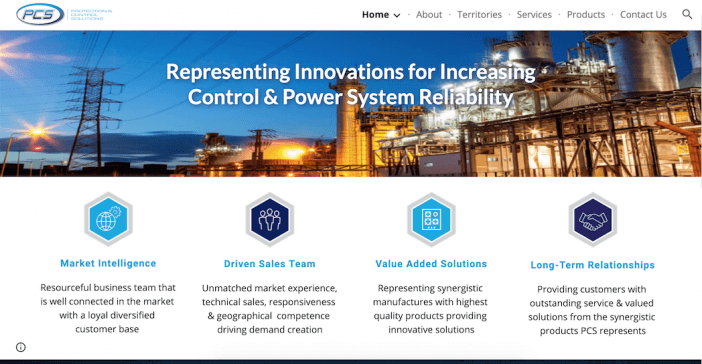 PCS PROTECTION & CONTROL SOLUTIONS
Home · About · Territories · Services · Products · Contact Us
Representing Innovations for Increasing
Control & Power System Reliability
Market Intelligence
Resourceful business team that
is well connected in the market
with a loyal diversified
customer base
Driven Sales Team
Unmatched market experience,
technical sales, responsiveness
& geographical competence
driving demand creation
Value Added Solutions
Representing synergistic
manufactures with highest
quality products providing
innovative solutions
Long-Term Relationships
Providing customers with
outstanding service & valued
solutions from the synergistic
products PCS represents